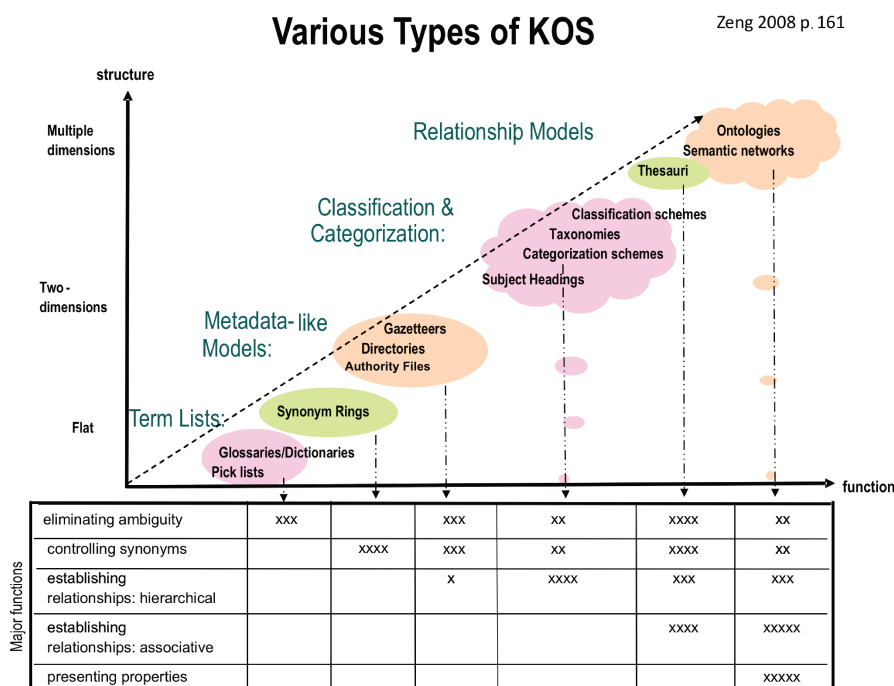 Various Types of KOS
Zeng 2008 p. 161
structure
Multiple
dimensions
Relationship Models
Ontologies
Semantic networks
Thesauri
Classification &
Categorization:
Classification schemes
Taxonomies
Categorization schemes
Subject Headings
Two-
dimensions
Metadata-like
Models:
Gazetteers
Directories
Authority Files
Flat
Term Lists:
Synonym Rings
Glossaries/Dictionaries
Pick lists
function
Major functions
eliminating ambiguity xxx xxx xx xxxx xx
controlling synonyms xxxx xxx xx xxxx xx
establishing x xxxx xxx xxx
relationships: hierarchical
establishing xxxx xxxxx
relationships: associative
presenting properties xxxxx